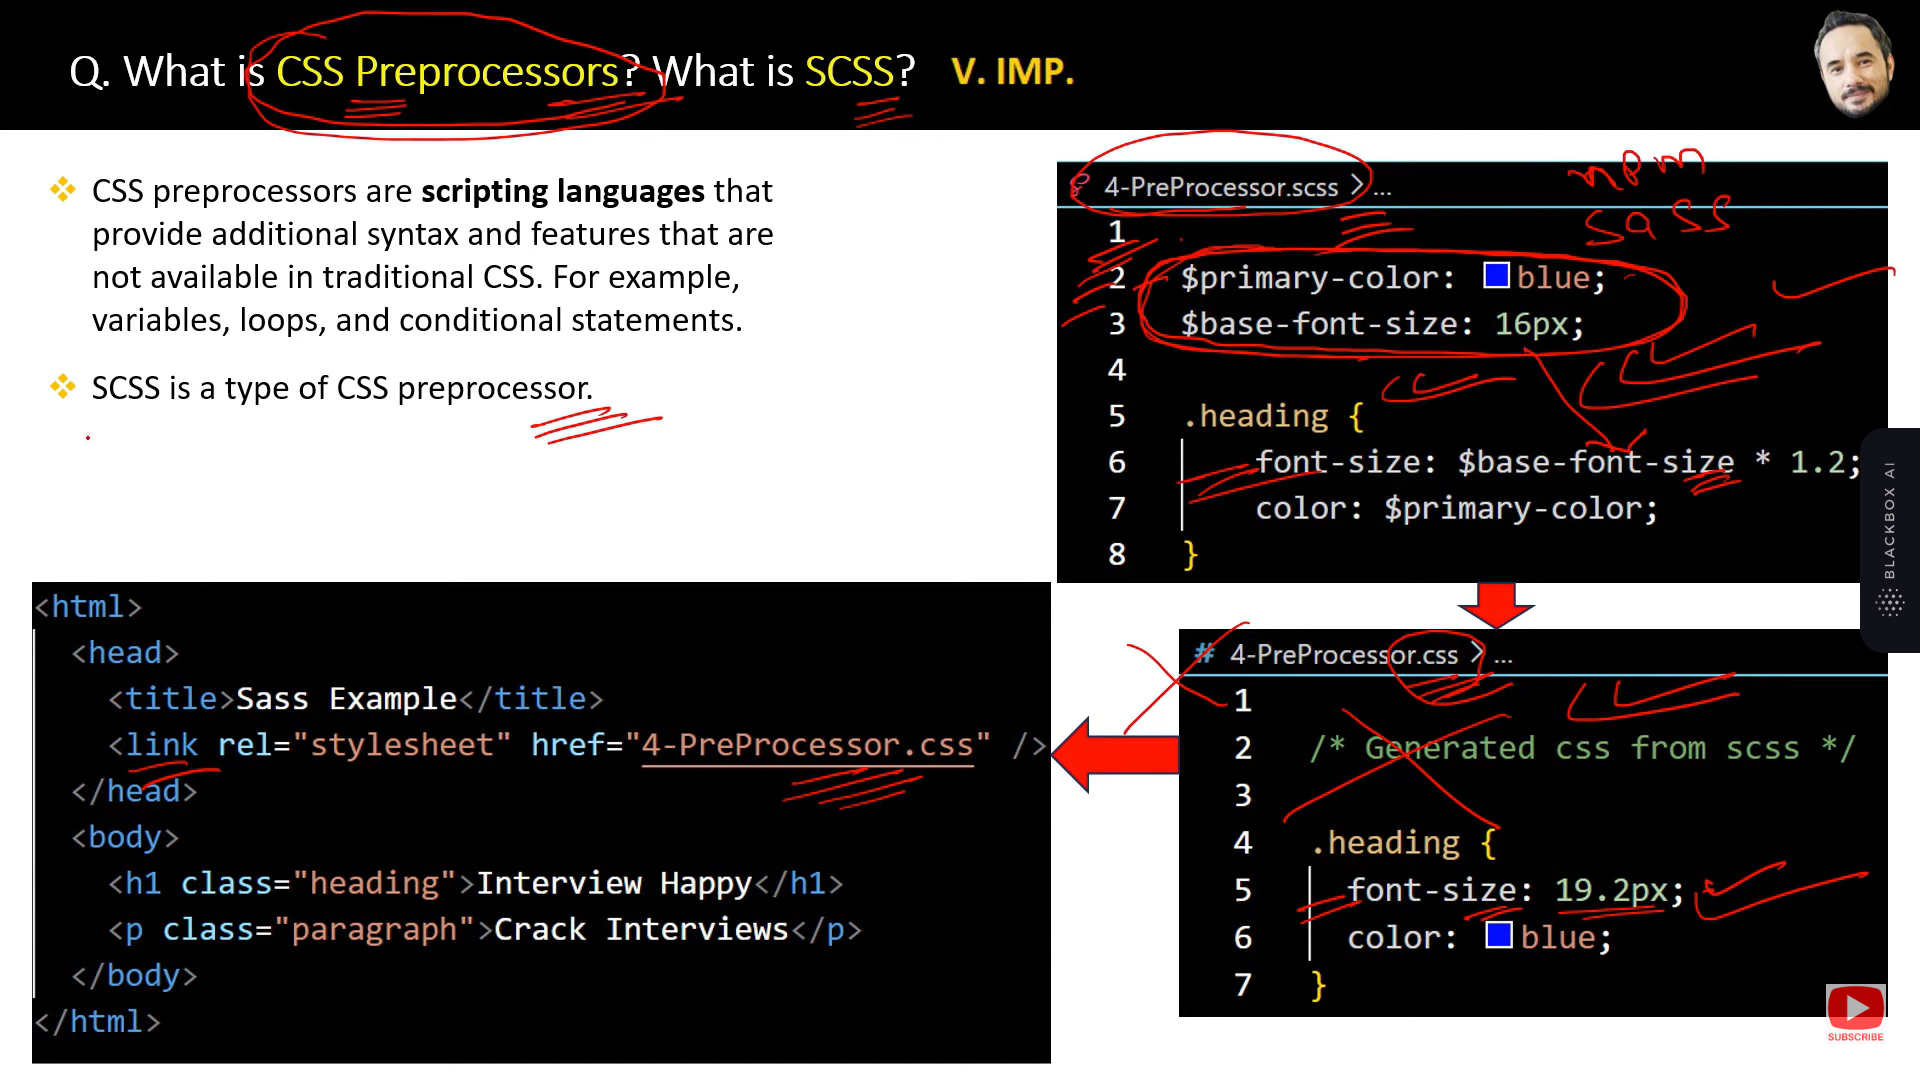 Q. What is CSS Preprocessors? What is SCSS? V. IMP.
CSS preprocessors are scripting languages that
provide additional syntax and features that are
not available in traditional CSS. For example,
variables, loops, and conditional statements.
SCSS is a type of CSS preprocessor.
4-PreProcessor.scss > ...
npm
sass
1
2 $primary-color: blue;
3 $base-font-size: 16px;
4
5 .heading {
6 font-size: $base-font-size * 1.2;
7 color: $primary-color;
8 }
BLACKBOX AI
<html>
<head>
<title>Sass Example</title>
<link rel="stylesheet" href="4-PreProcessor.css" />
</head>
<body>
<h1 class="heading">Interview Happy</h1>
<p class="paragraph">Crack Interviews</p>
</body>
</html>
# 4-PreProcessor.css > ...
1
2 /* Generated css from scss */
3
4 .heading {
5 font-size: 19.2px;
6 color: blue;
7 }
SUBSCRIBE